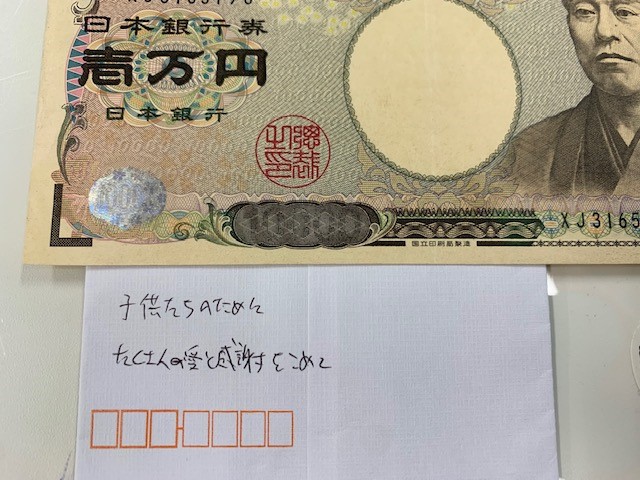 日本銀行券
壱万円
日本銀行
総裁之印
10000
XJ3165
国立印刷局製造
子供たちのために
たくさんの愛と感謝をこめて